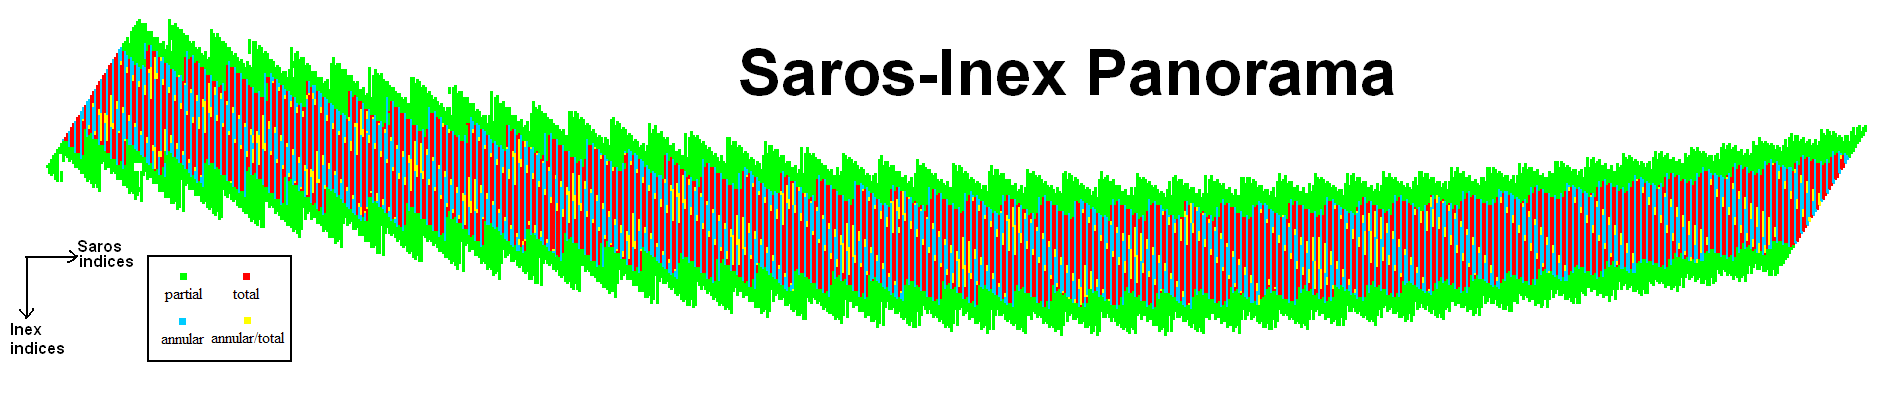 Saros-Inex Panorama
Saros
indices
Inex
indices
partial total
annular annular/total